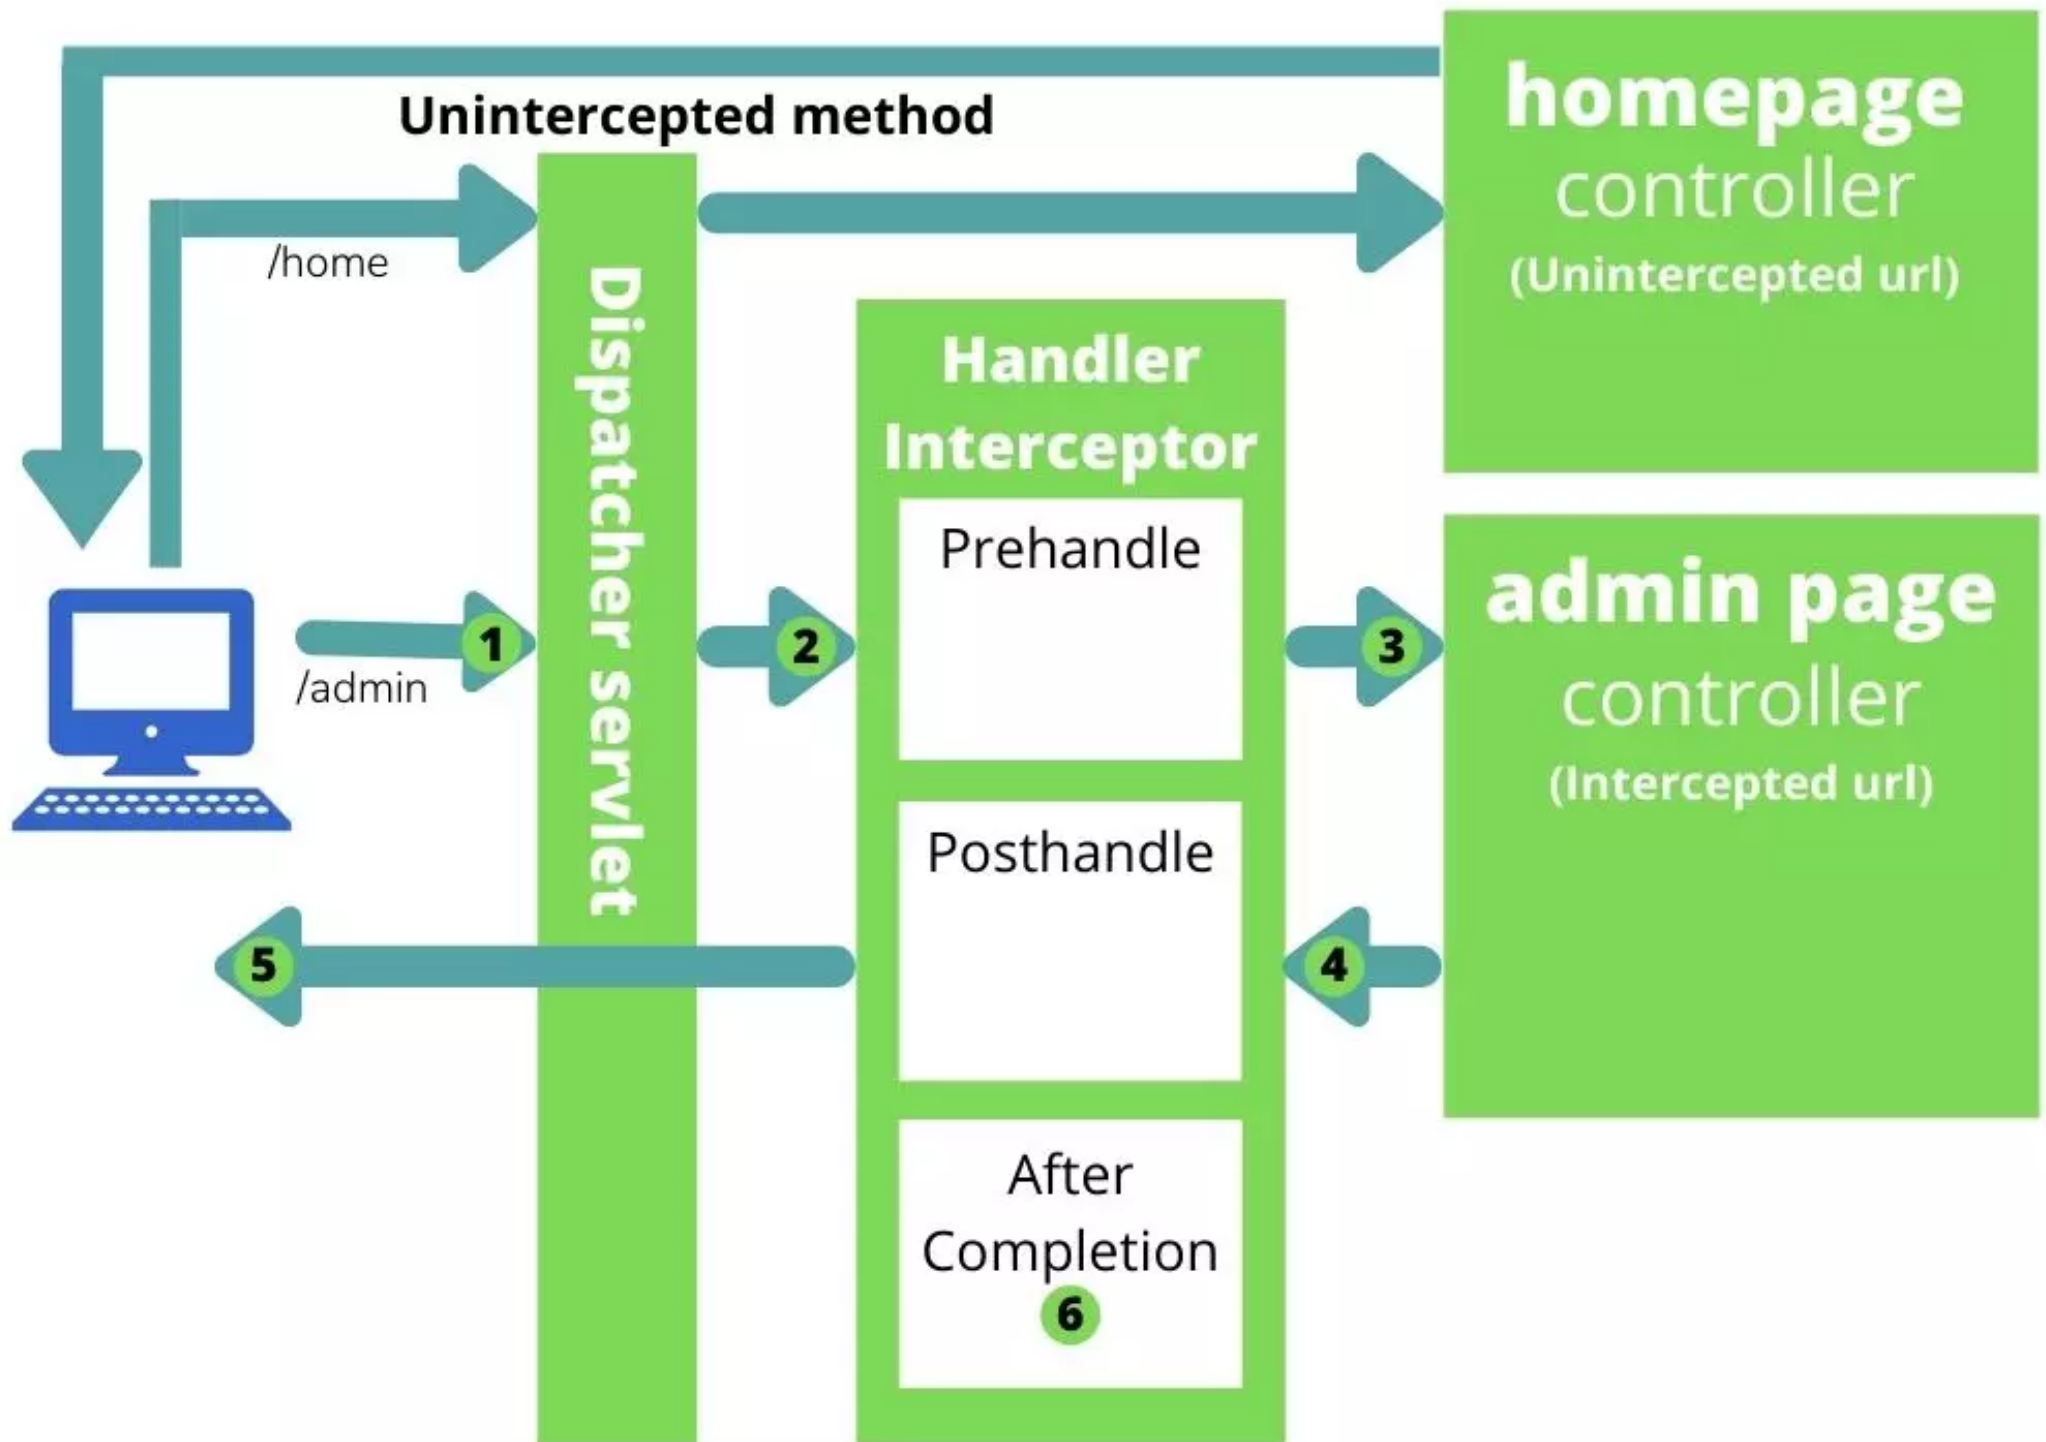 Unintercepted method
homepage
controller
(Unintercepted url)
/home
Dispatcher servlet
Handler
Interceptor
Prehandle
admin page
controller
(Intercepted url)
1
/admin
2
3
Posthandle
5
4
After
Completion
6